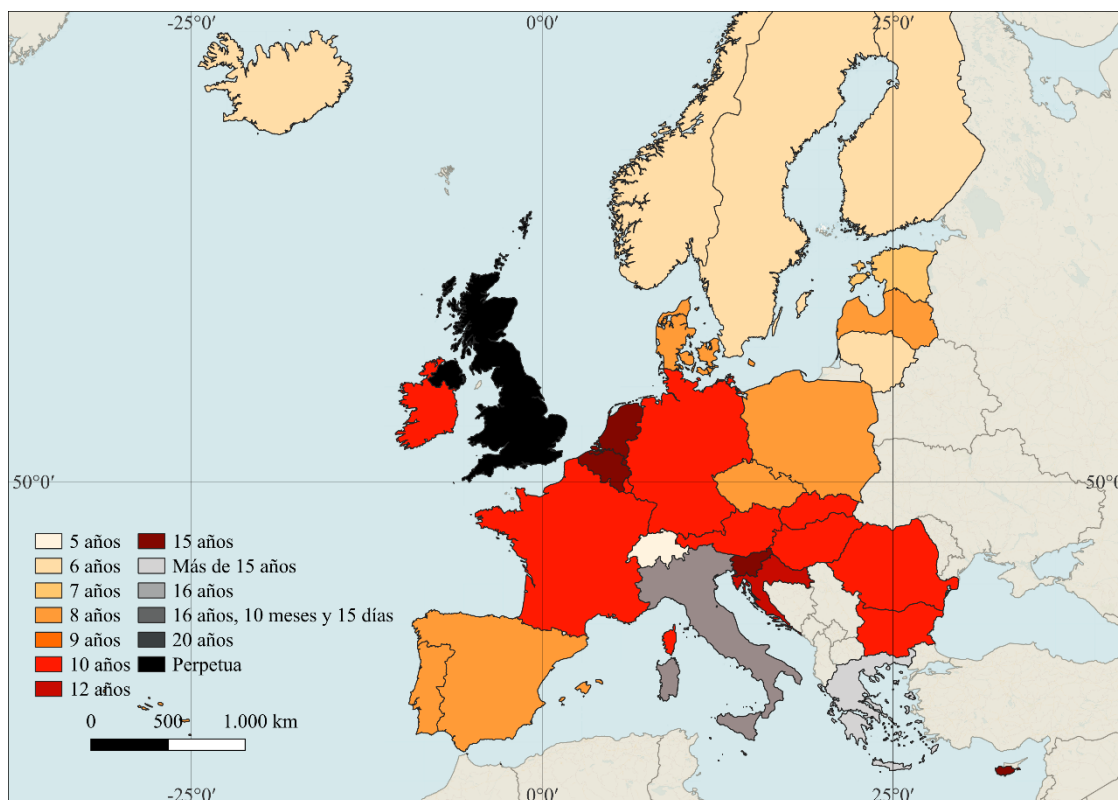 -25°0′ 0°0′ 25°0′
50°0′ 50°0′
5 años 15 años
6 años Más de 15 años
7 años 16 años
8 años 16 años, 10 meses y 15 días
9 años 20 años
10 años Perpetua
12 años
0 500 1.000 km
-25°0′ 0°0′ 25°0′